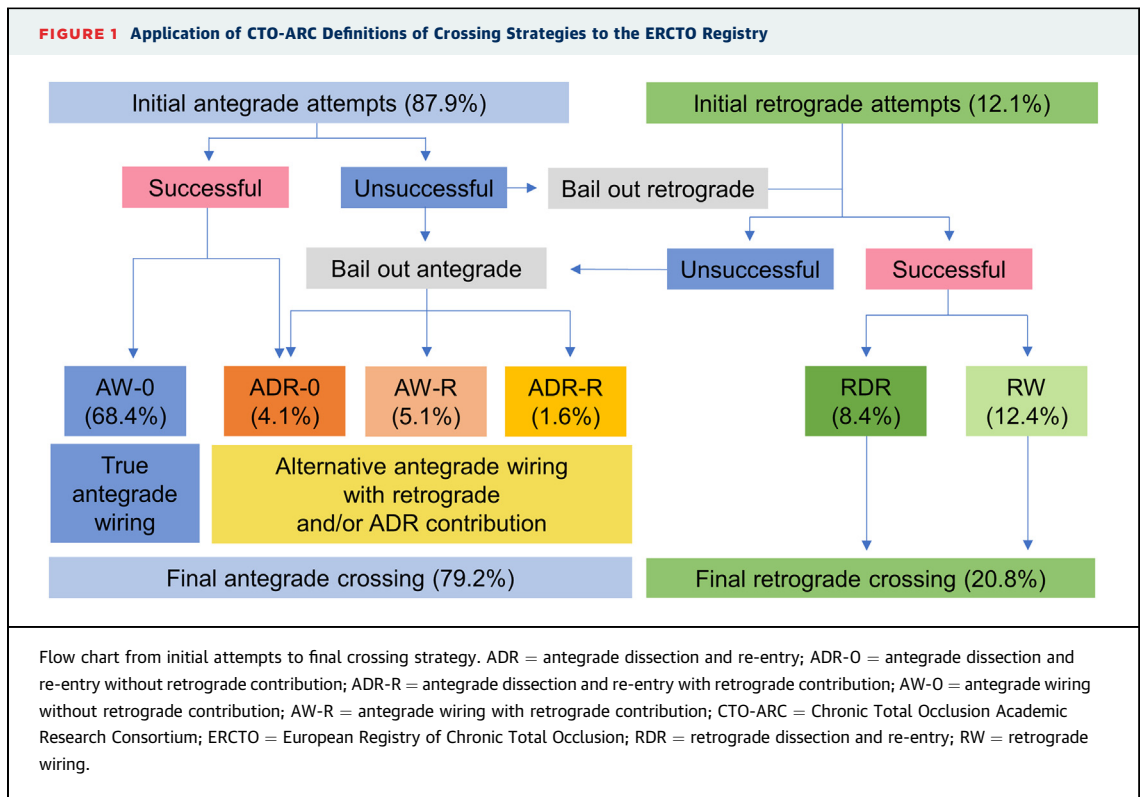 FIGURE 1 Application of CTO-ARC Definitions of Crossing Strategies to the ERCTO Registry
Initial antegrade attempts (87.9%)
Initial retrograde attempts (12.1%)
Successful
Unsuccessful
Bail out retrograde
Bail out antegrade
Unsuccessful
Successful
AW-0
(68.4%)
ADR-0
(4.1%)
AW-R
(5.1%)
ADR-R
(1.6%)
RDR
(8.4%)
RW
(12.4%)
True
antegrade
wiring
Alternative antegrade wiring
with retrograde
and/or ADR contribution
Final antegrade crossing (79.2%)
Final retrograde crossing (20.8%)
Flow chart from initial attempts to final crossing strategy. ADR = antegrade dissection and re-entry; ADR-O = antegrade dissection and
re-entry without retrograde contribution; ADR-R = antegrade dissection and re-entry with retrograde contribution; AW-O = antegrade wiring
without retrograde contribution; AW-R = antegrade wiring with retrograde contribution; CTO-ARC = Chronic Total Occlusion Academic
Research Consortium; ERCTO = European Registry of Chronic Total Occlusion; RDR = retrograde dissection and re-entry; RW = retrograde
wiring.